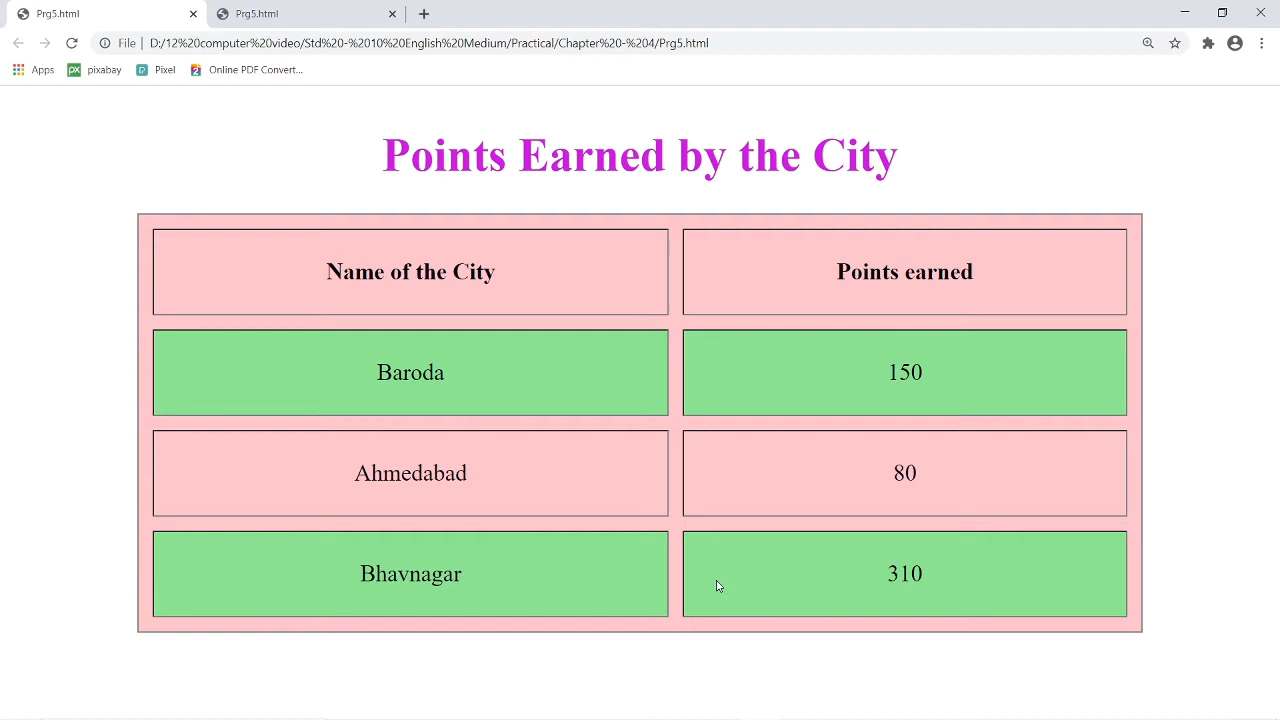 Prg5.html
Prg5.html
File
D:/12%20computer%20video/Std%20-%2010%20English%20Medium/Practical/Chapter%20-%204/Prg5.html
Apps
px pixabay
Pixel
Online PDF Convert...
Points Earned by the City
Name of the City Points earned
Baroda 150
Ahmedabad 80
Bhavnagar 310